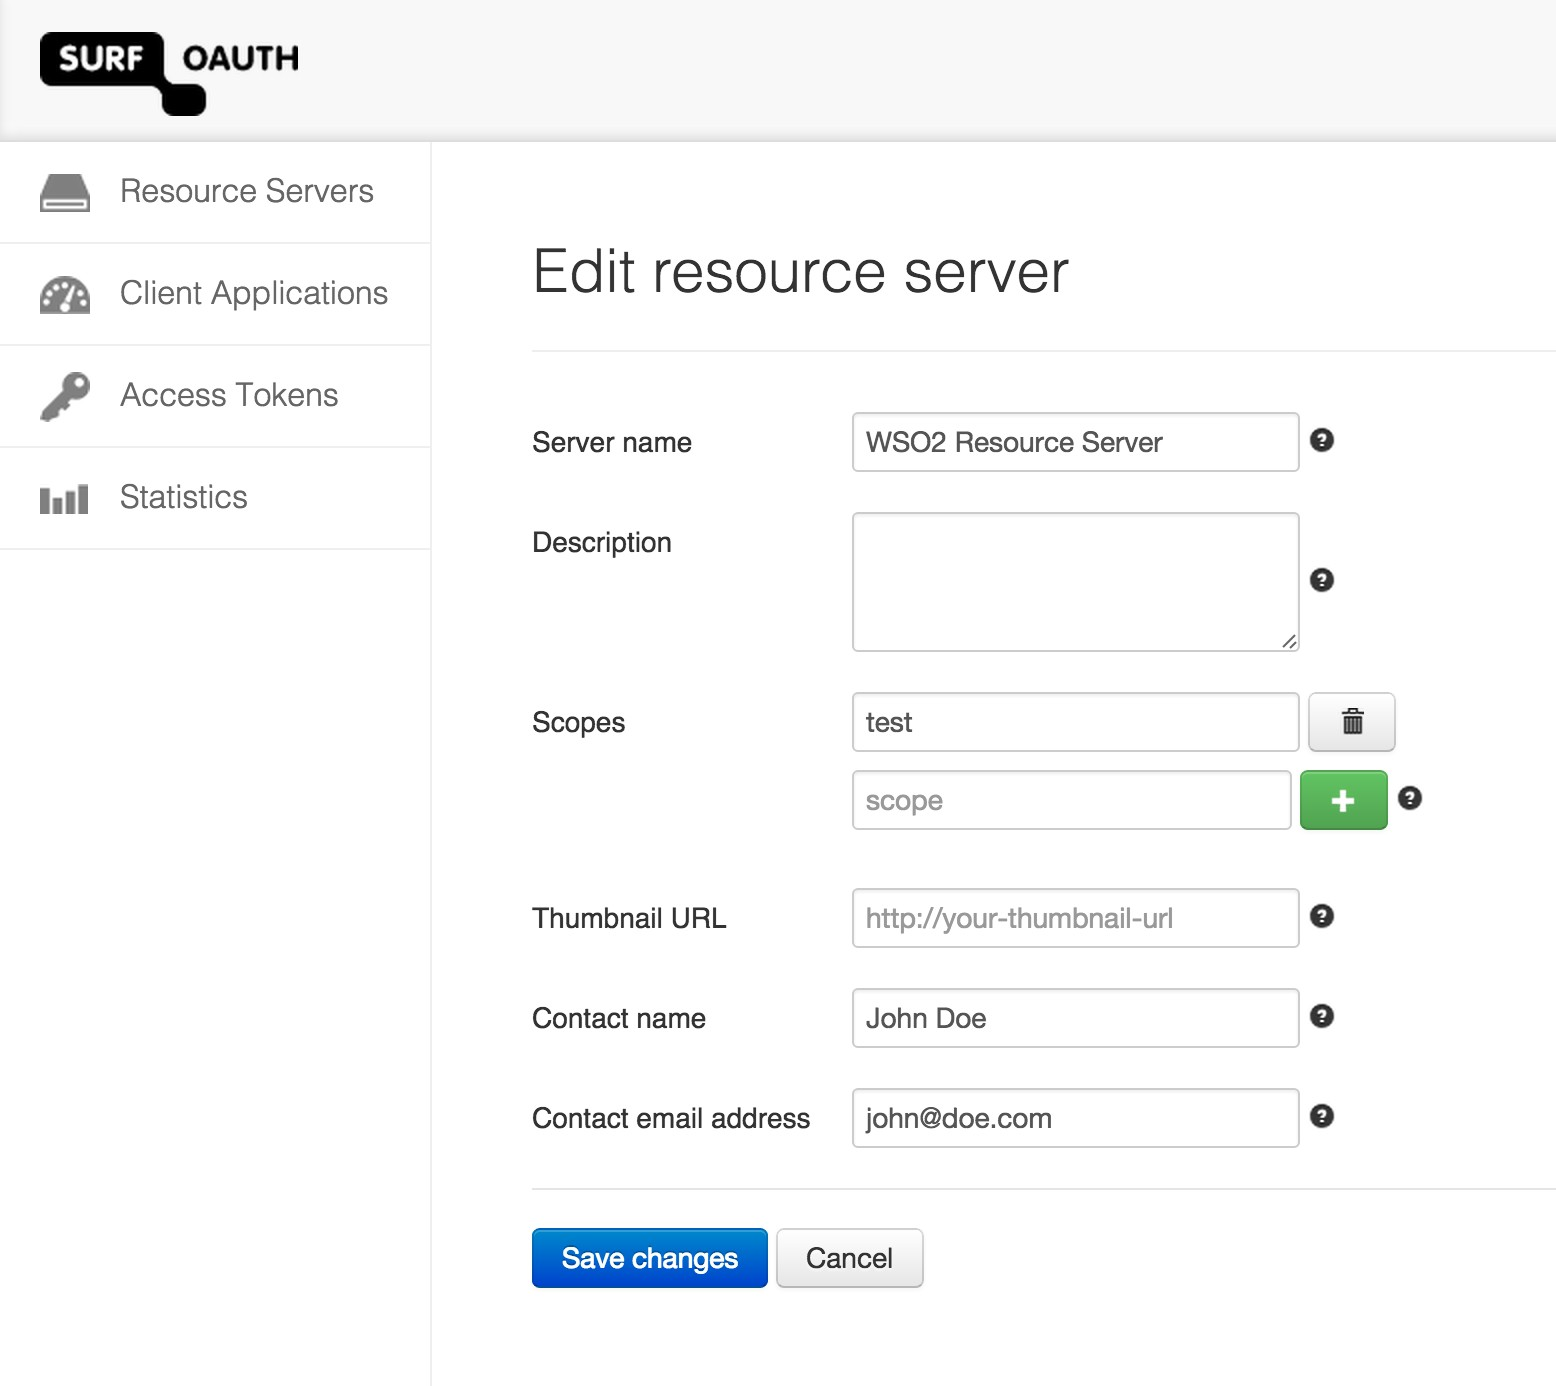 SURF OAUTH
Resource Servers
Client Applications
Access Tokens
Statistics
Edit resource server
Server name
WSO2 Resource Server
?
Description
?
Scopes
test
scope
+
?
Thumbnail URL
http://your-thumbnail-url
?
Contact name
John Doe
?
Contact email address
john@doe.com
?
Save changes
Cancel